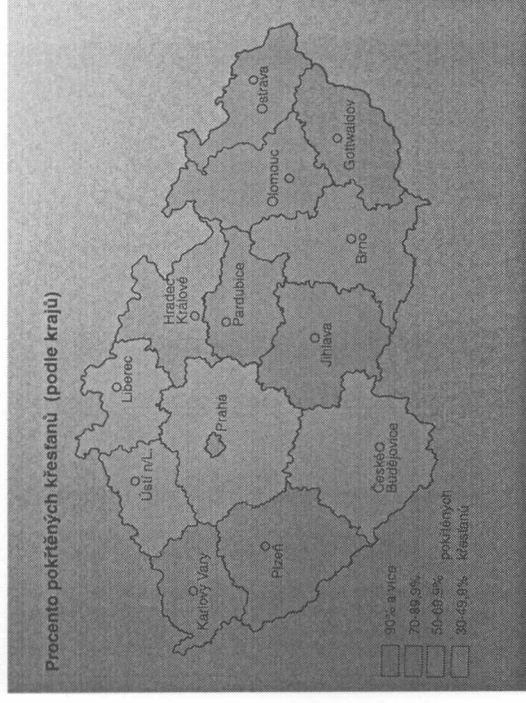 Procento pokřtěných křesťanů (podle krajů)
Liberec
Ústí n/L.
Hradec
Králové
Karlovy Vary
Praha
Pardubice
Ostrava
Olomouc
Plzeň
Jihlava
Gottwaldov
Brno
České
Budějovice
90% a více
70-89,9%
50-69,9% pokřtěných
30-49,9% křesťanů